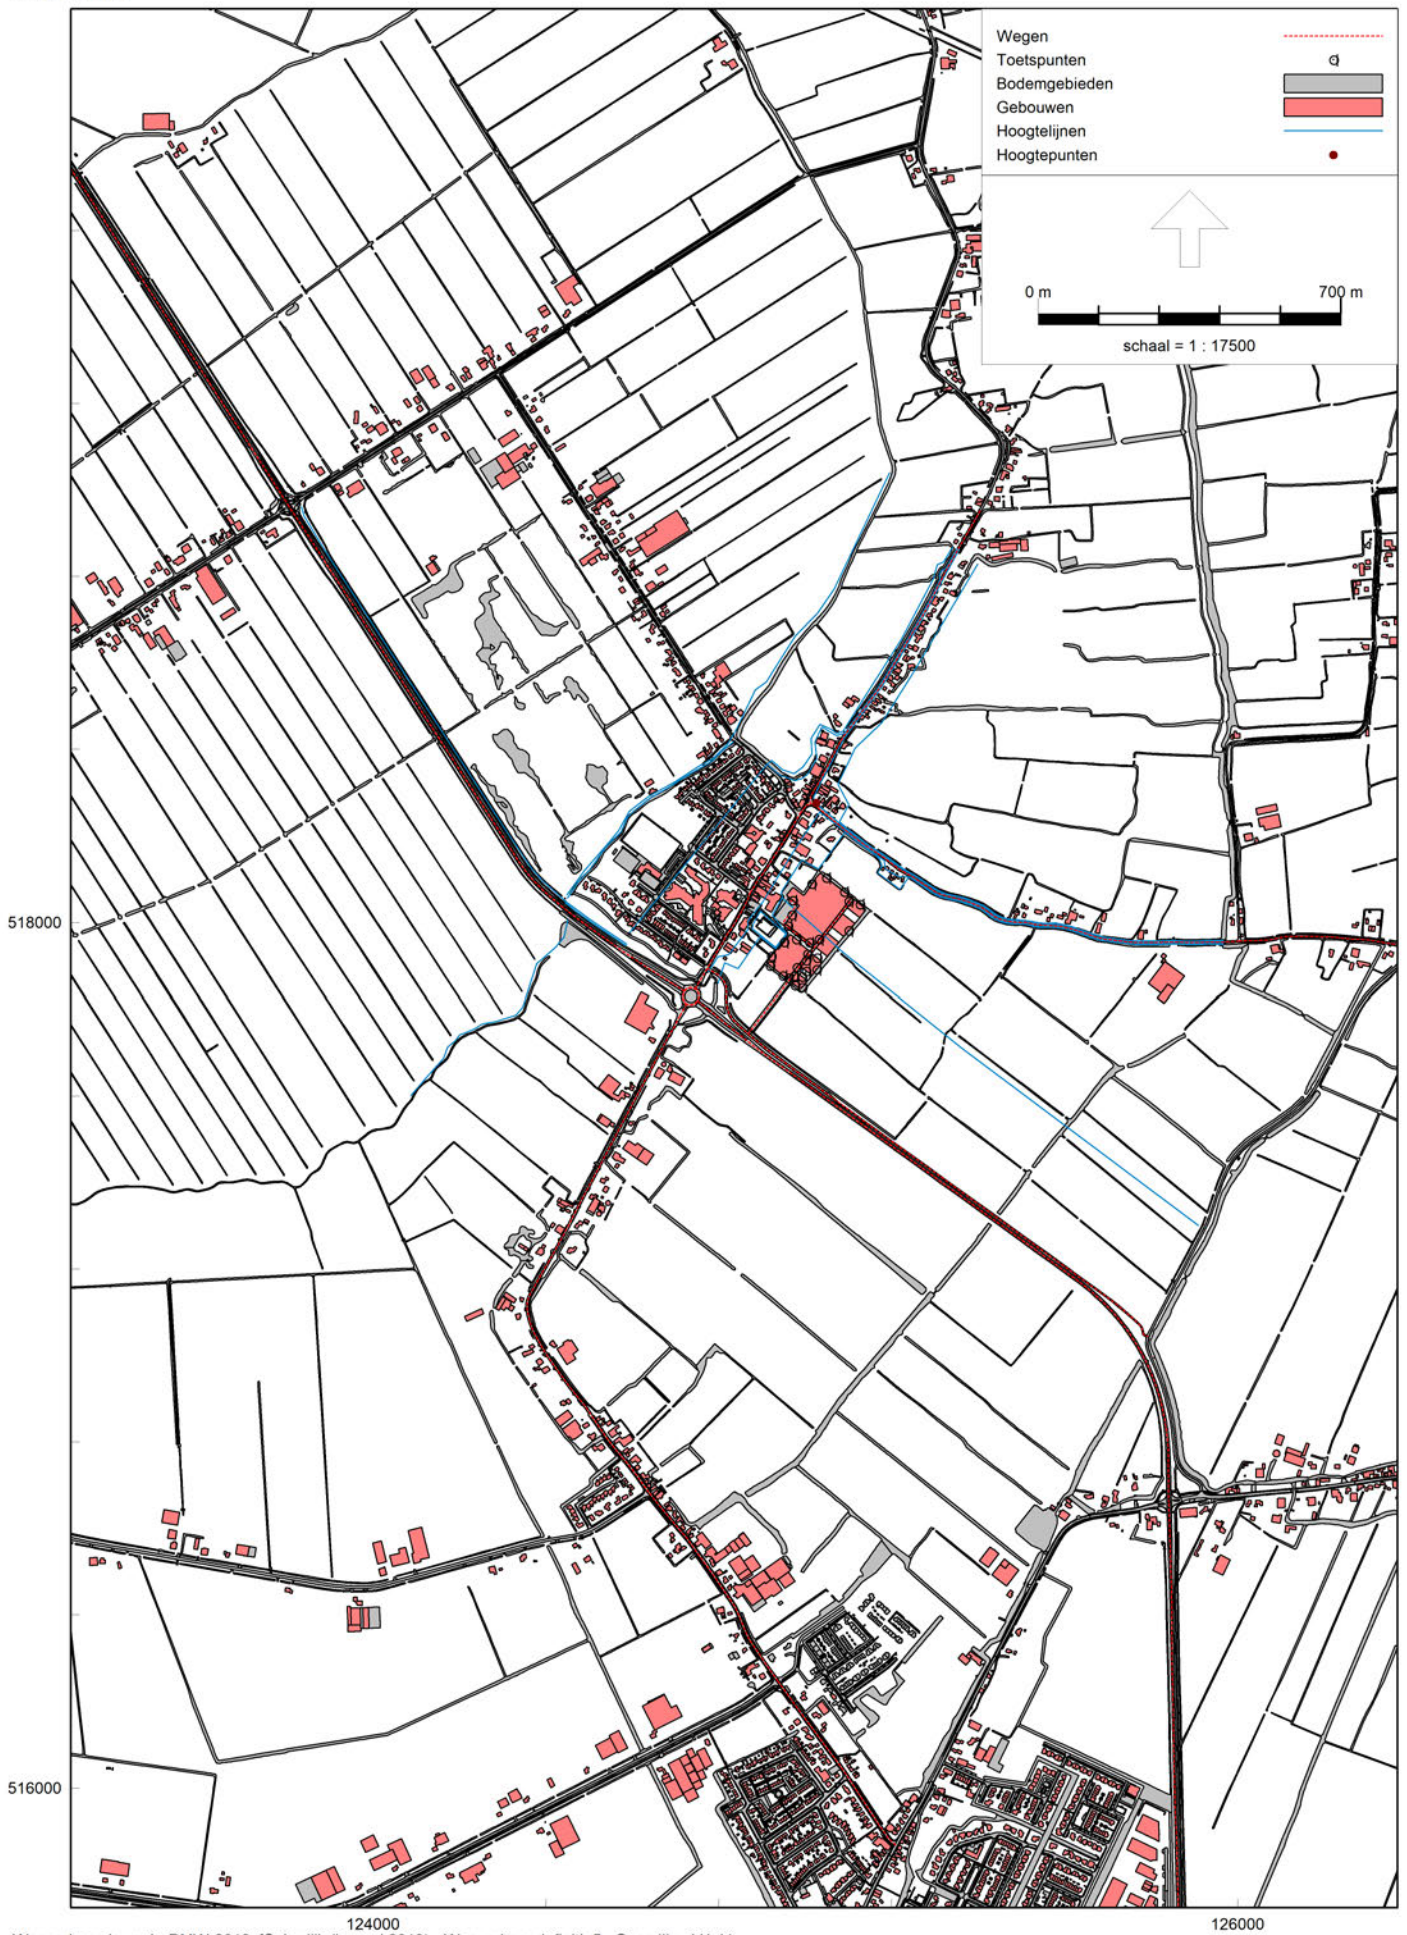 Wegen
Toetspunten
Bodemgebieden
Gebouwen
Hoogtelijnen
Hoogtepunten
0 m 700 m
schaal = 1 : 17500
518000
516000
124000 126000